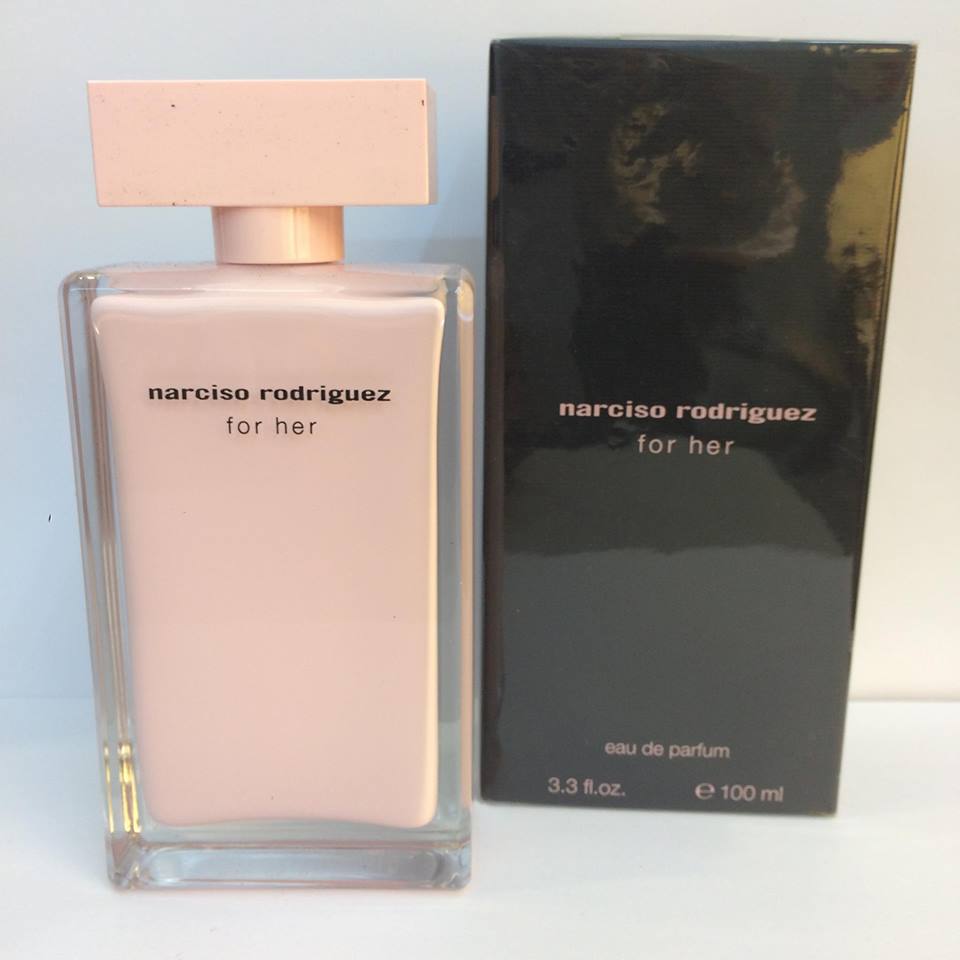 narciso rodriguez
for her
narciso rodriguez
for her
eau de parfum
3.3 fl.oz. ℮ 100 ml